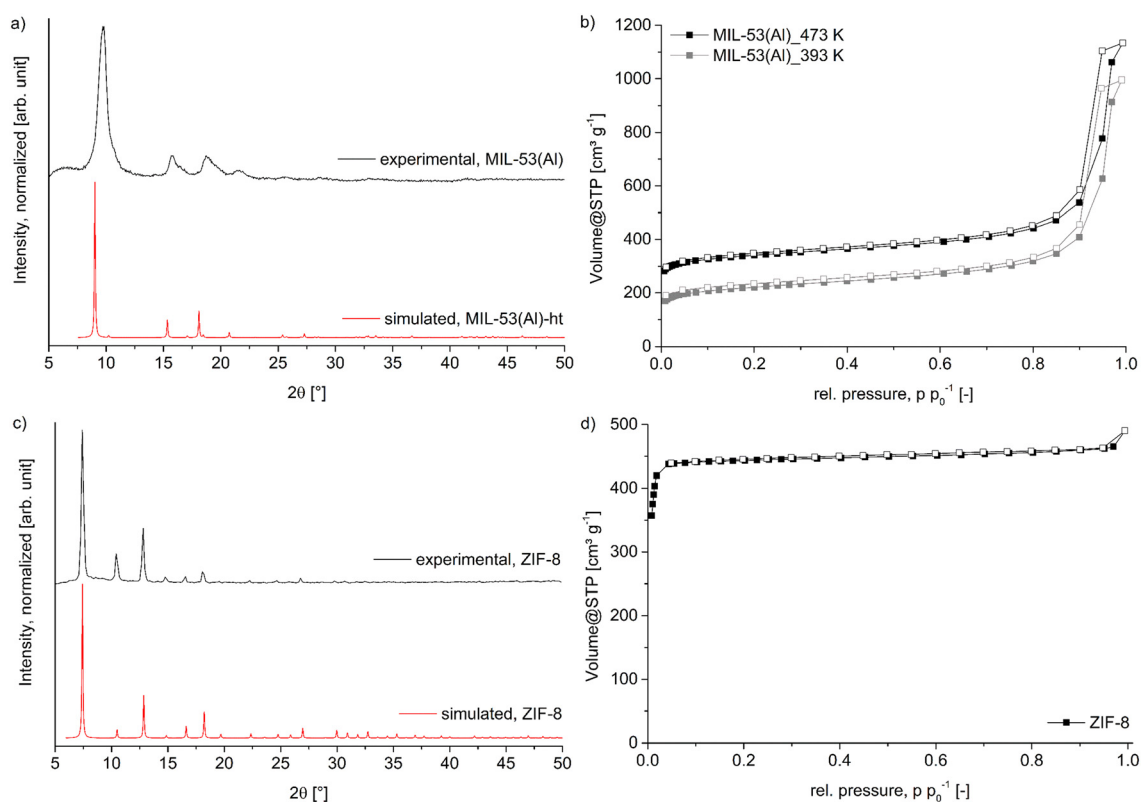 a)
Intensity, normalized [arb. unit]
experimental, MIL-53(Al)
simulated, MIL-53(Al)-ht
5 10 15 20 25 30 35 40 45 50
2θ [°]
b)
MIL-53(Al)_473 K
MIL-53(Al)_393 K
Volume@STP [cm³ g⁻¹]
1200
1000
800
600
400
200
0
0.0 0.2 0.4 0.6 0.8 1.0
rel. pressure, p p₀⁻¹ [-]
c)
Intensity, normalized [arb. unit]
experimental, ZIF-8
simulated, ZIF-8
5 10 15 20 25 30 35 40 45 50
2θ [°]
d)
Volume@STP [cm³ g⁻¹]
500
400
300
200
100
0
ZIF-8
0.0 0.2 0.4 0.6 0.8 1.0
rel. pressure, p p₀⁻¹ [-]